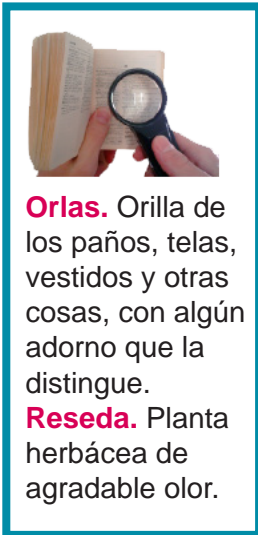 Orlas. Orilla de
los paños, telas,
vestidos y otras
cosas, con algún
adorno que la
distingue.
Reseda. Planta
herbácea de
agradable olor.